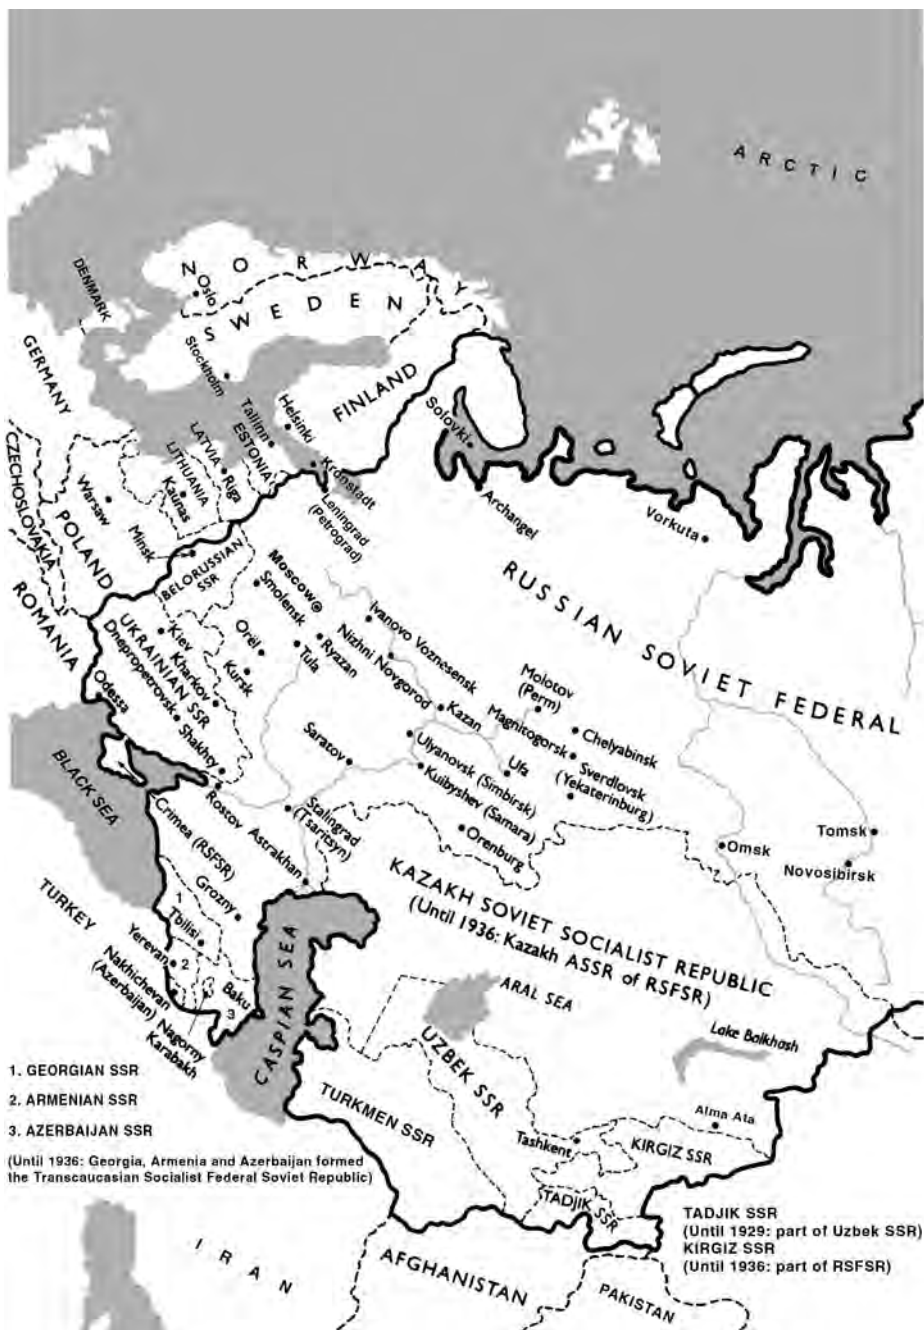 ARCTIC
NORWAY
Oslo
SWEDEN
DENMARK
Stockholm
GERMANY
FINLAND
Helsinki
Tallinn
ESTONIA
LATVIA
Riga
LITHUANIA
Kaunas
Kronstadt
Leningrad
(Petrograd)
Solovki
Archangel
Vorkuta
CZECHOSLOVAKIA
POLAND
Warsaw
Minsk
BELORUSSIAN
SSR
ROMANIA
RUSSIAN SOVIET FEDERAL
Moscow
Smolensk
Orël
Kursk
Tula
Ryazan
Ivanovo Voznesensk
Nizhni Novgorod
Kazan
Molotov
(Perm)
Magnitogorsk
Chelyabinsk
Sverdlovsk
(Yekaterinburg)
Ufa
Ulyanovsk (Simbirsk)
Kuibyshev (Samara)
Orenburg
Saratov
Stalingrad
(Tsaritsyn)
UKRAINIAN SSR
Kiev
Kharkov
Dnepropetrovsk
Odessa
Shakhty
Rostov
Astrakhan
BLACK SEA
Crimea (RSFSR)
Grozny
Omsk
Tomsk
Novosibirsk
KAZAKH SOVIET SOCIALIST REPUBLIC
(Until 1936: Kazakh ASSR of RSFSR)
TURKEY
1
Tbilisi
Yerevan
2
Nakhichevan
(Azerbaijan)
Nagorny
Karabakh
Baku
3
CASPIAN SEA
ARAL SEA
Lake Balkhash
UZBEK SSR
TURKMEN SSR
Tashkent
Alma Ata
KIRGIZ SSR
TADJIK SSR
1. GEORGIAN SSR
2. ARMENIAN SSR
3. AZERBAIJAN SSR
(Until 1936: Georgia, Armenia and Azerbaijan formed
the Transcaucasian Socialist Federal Soviet Republic)
TADJIK SSR
(Until 1929: part of Uzbek SSR)
KIRGIZ SSR
(Until 1936: part of RSFSR)
IRAN
AFGHANISTAN
PAKISTAN